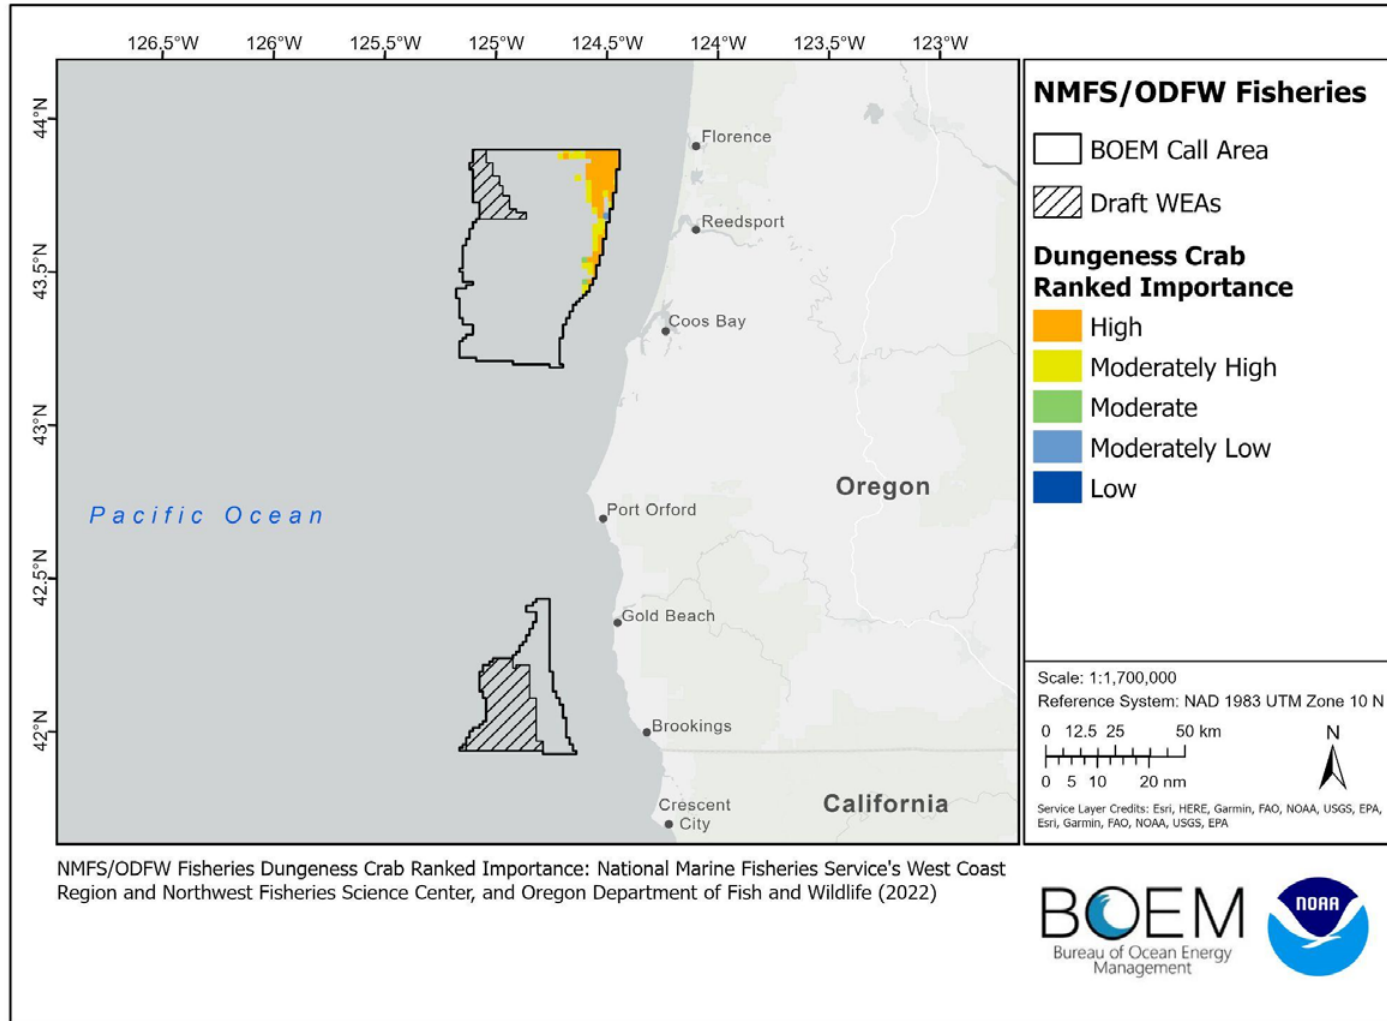 126.5°W 126°W 125.5°W 125°W 124.5°W 124°W 123.5°W 123°W
44°N
43.5°N
43°N
42.5°N
42°N
Florence
Reedsport
Coos Bay
Oregon
Pacific Ocean
Port Orford
Gold Beach
Brookings
Crescent
City
California
NMFS/ODFW Fisheries
BOEM Call Area
Draft WEAs
Dungeness Crab
Ranked Importance
High
Moderately High
Moderate
Moderately Low
Low
Scale: 1:1,700,000
Reference System: NAD 1983 UTM Zone 10 N
0 12.5 25 50 km
0 5 10 20 nm
N
Service Layer Credits: Esri, HERE, Garmin, FAO, NOAA, USGS, EPA,
Esri, Garmin, FAO, NOAA, USGS, EPA
NMFS/ODFW Fisheries Dungeness Crab Ranked Importance: National Marine Fisheries Service's West Coast
Region and Northwest Fisheries Science Center, and Oregon Department of Fish and Wildlife (2022)
BOEM
Bureau of Ocean Energy
Management
NOAA